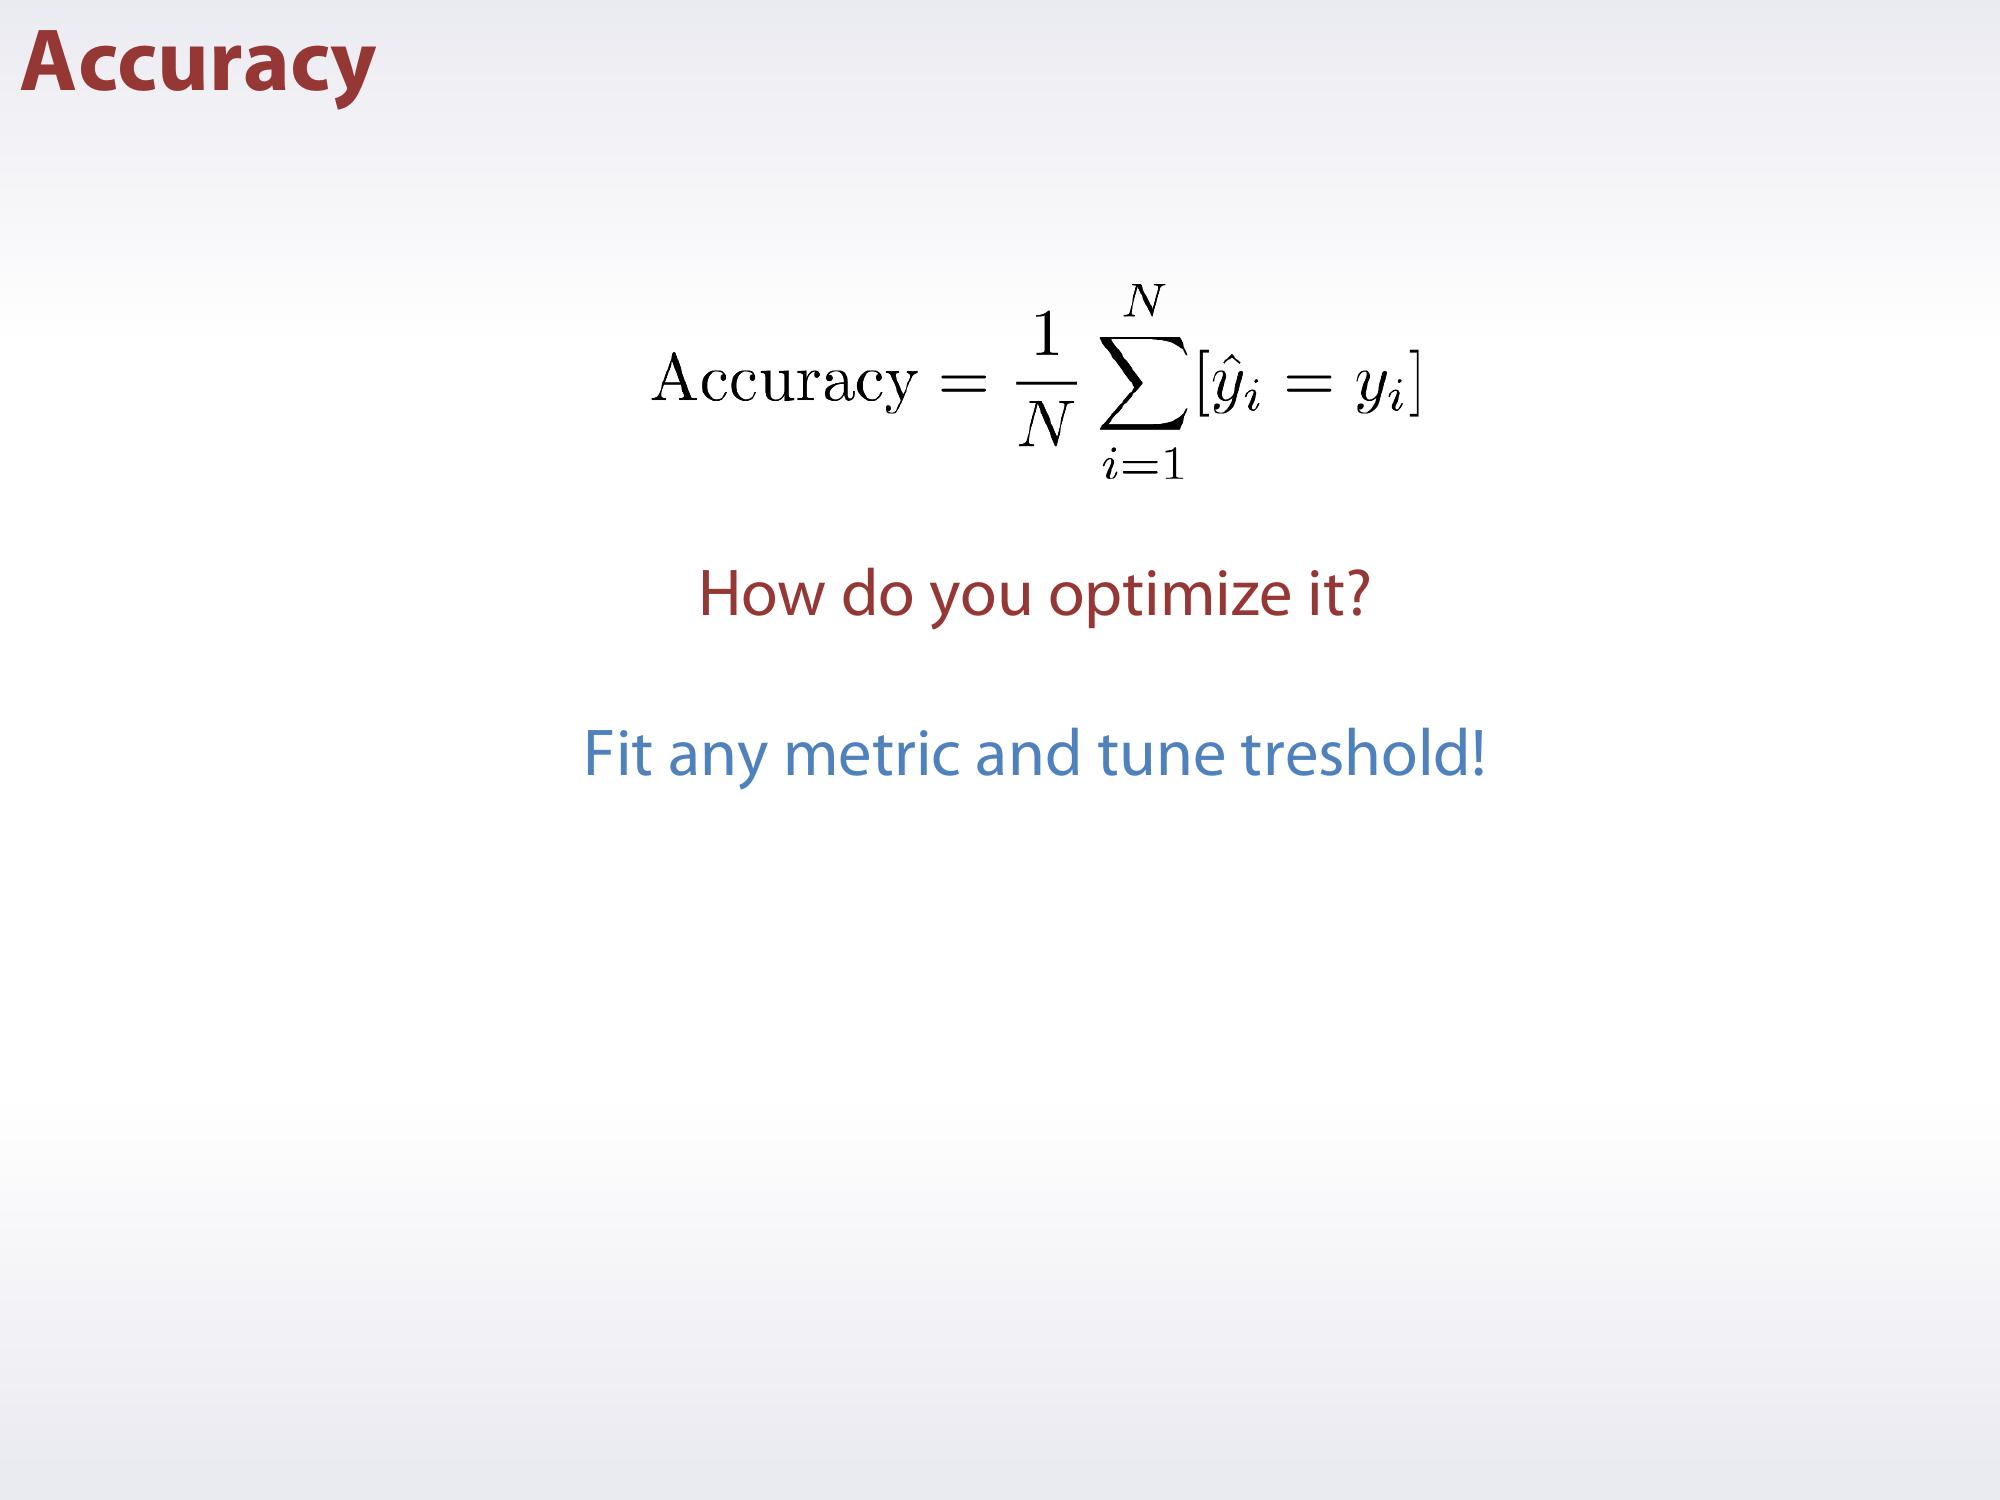 Accuracy
Accuracy = \frac{1}{N} \sum_{i=1}^{N} [\hat{y}_i = y_i]
How do you optimize it?
Fit any metric and tune treshold!